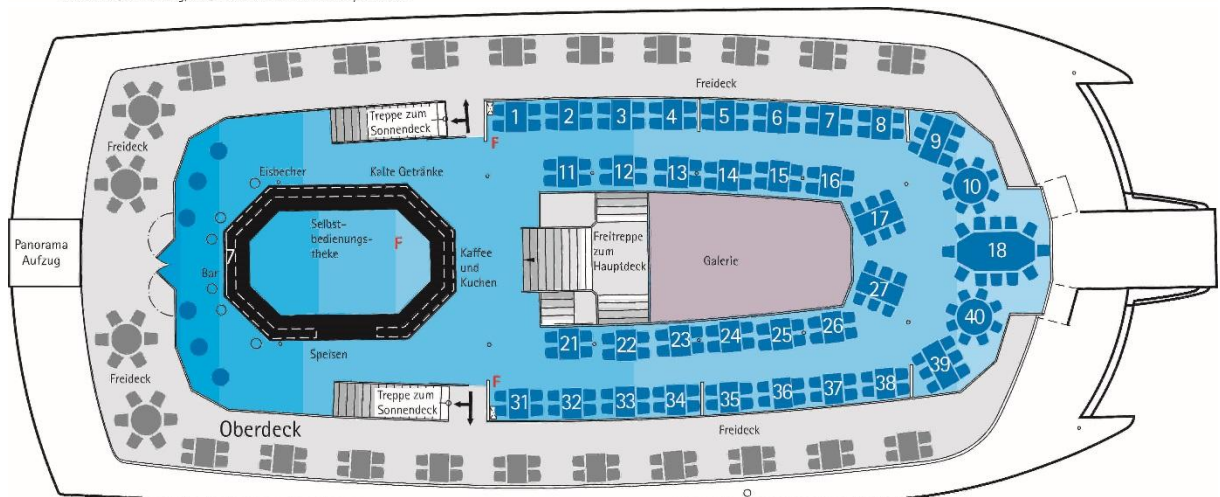 Freideck
Treppe zum
Sonnendeck
1 2 3 4 5 6 7 8 9
F
Freideck
Eisbecher
Kalte Getränke
11 12 13 14 15 16
10
17
Selbst-
bedienungs-
theke
F
Panorama
Aufzug
7
Bar
Kaffee
und
Kuchen
Freitreppe
zum
Hauptdeck
Galerie
18
27
40
Speisen
21 22 23 24 25 26
Freideck
F
Treppe zum
Sonnendeck
31 32 33 34 35 36 37 38 39
Oberdeck
Freideck